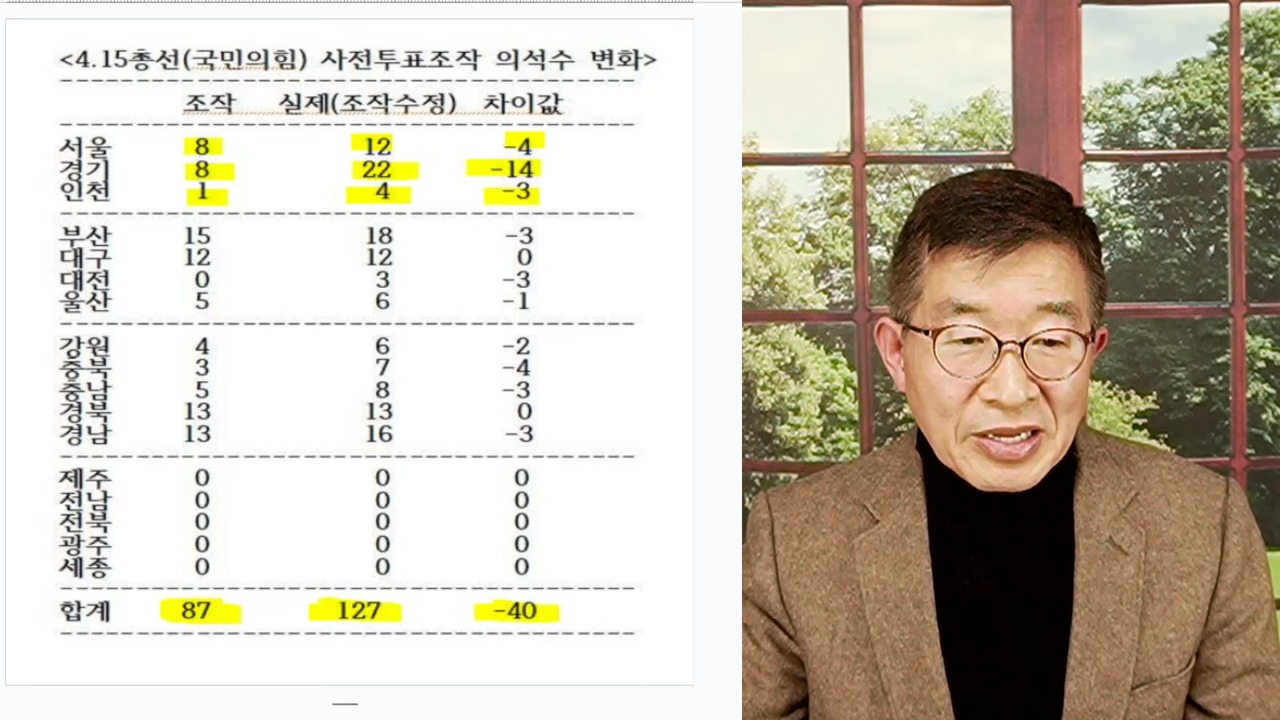 <4.15총선(국민의힘) 사전투표조작 의석수 변화>
조작 실제(조작수정) 차이값
서울 8 12 -4
경기 8 22 -14
인천 1 4 -3
부산 15 18 -3
대구 12 12 0
대전 0 3 -3
울산 5 6 -1
강원 4 6 -2
충북 3 7 -4
충남 5 8 -3
경북 13 13 0
경남 13 16 -3
제주 0 0 0
전남 0 0 0
전북 0 0 0
광주 0 0 0
세종 0 0 0
합계 87 127 -40